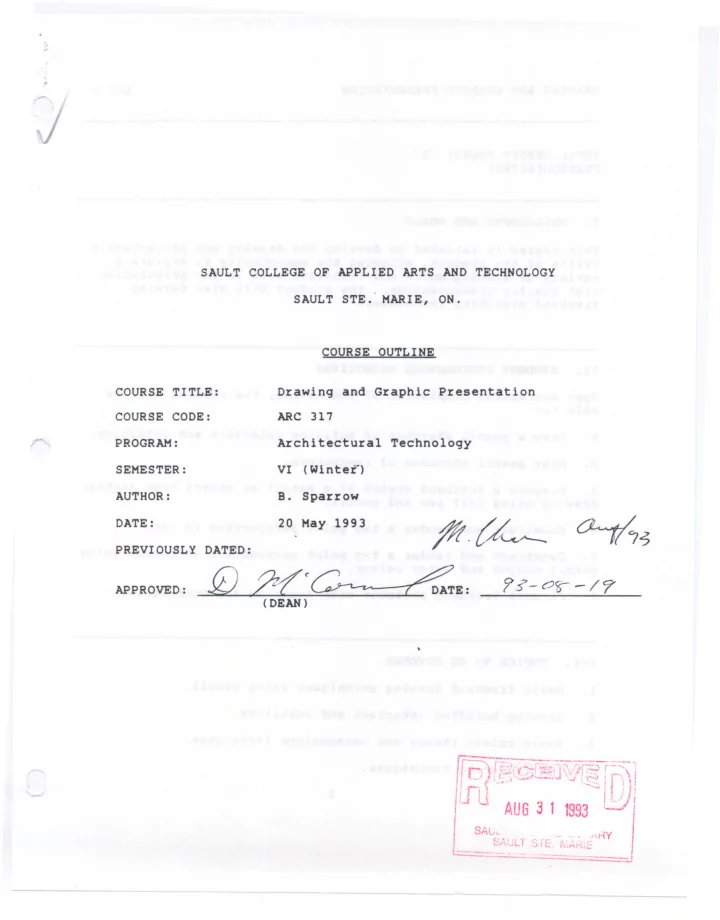 SAULT COLLEGE OF APPLIED ARTS AND TECHNOLOGY
SAULT STE. MARIE, ON.
COURSE OUTLINE
COURSE TITLE: Drawing and Graphic Presentation
COURSE CODE: ARC 317
PROGRAM: Architectural Technology
SEMESTER: VI (Winter)
AUTHOR: B. Sparrow
DATE: 20 May 1993
PREVIOUSLY DATED:
APPROVED: DATE: 93-08-19
(DEAN)
RECEIVED
AUG 31 1993
SAULT STE. MARIE